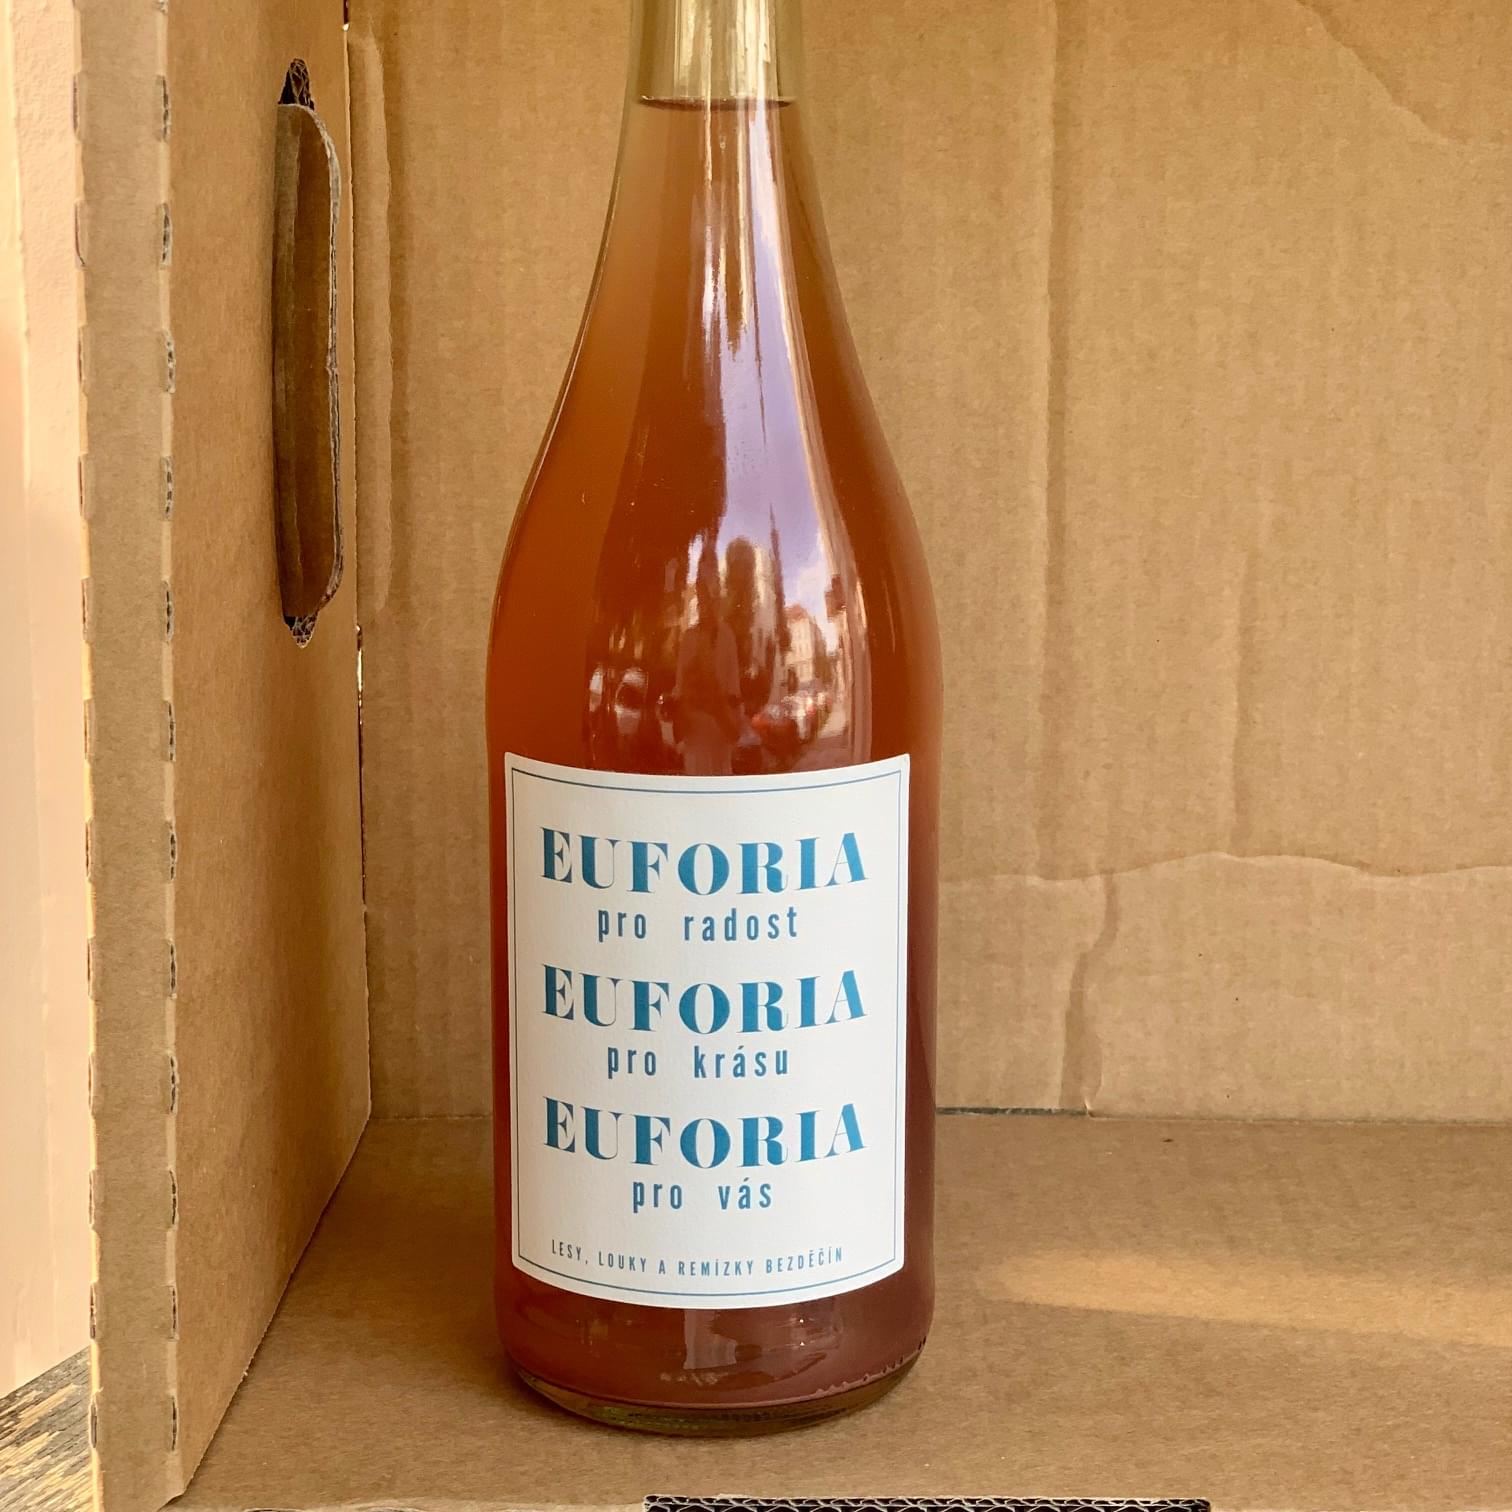 EUFORIA
pro radost
EUFORIA
pro krásu
EUFORIA
pro vás
LESY, LOUKY A REMÍZKY BEZDĚČÍN